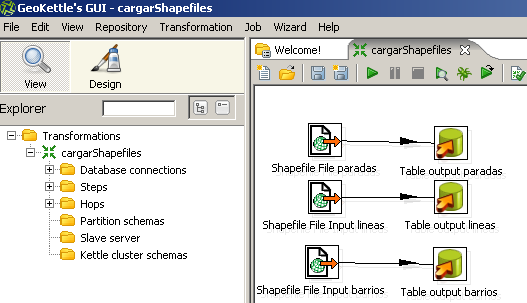 GeoKettle's GUI - cargarShapefiles
File Edit View Repository Transformation Job Wizard Help
View Design
Explorer
Transformations
cargarShapefiles
Database connections
Steps
Hops
Partition schemas
Slave server
Kettle cluster schemas
Welcome! cargarShapefiles
Shapefile File paradas Table output paradas
Shapefile File Input lineas Table output lineas
Shapefile File Input barrios Table output barrios